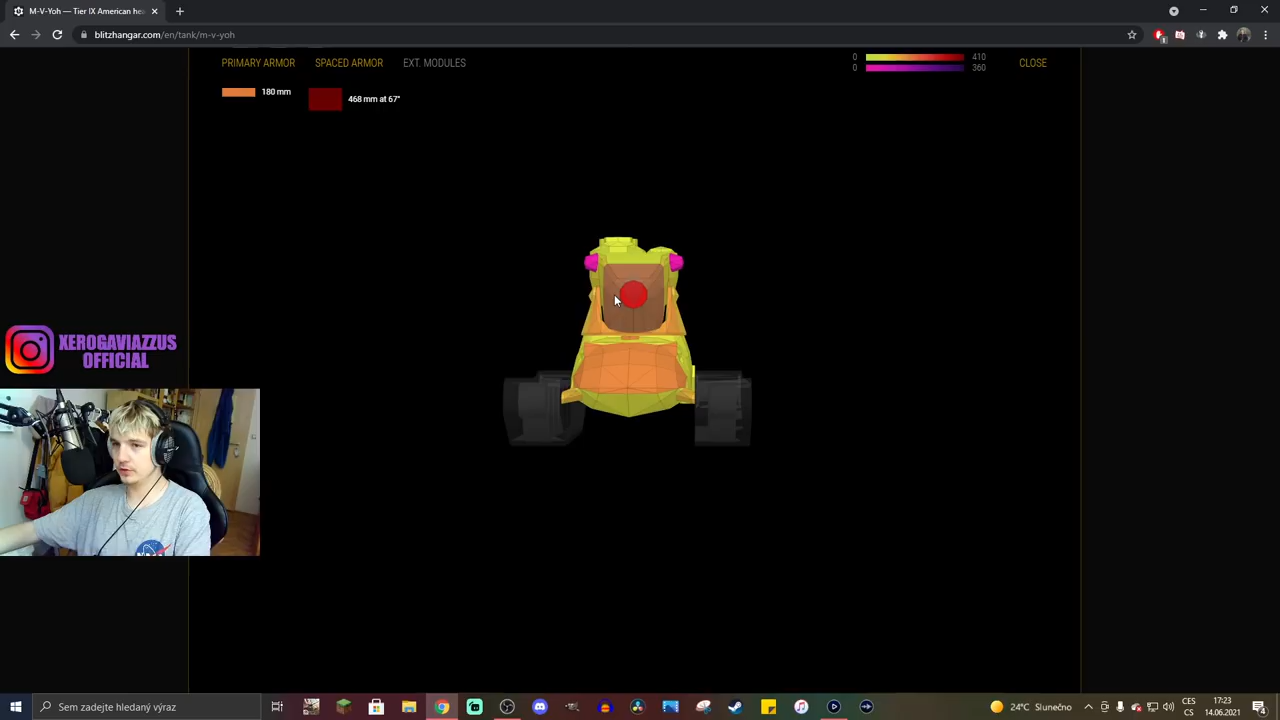 M-V-Yoh — Tier IX American he
blitzhangar.com/en/tank/m-v-yoh
1
PRIMARY ARMOR
SPACED ARMOR
EXT. MODULES
0
410
0
360
CLOSE
180 mm
468 mm at 67°
XEROGAVIAZZUS
OFFICIAL
Sem zadejte hledaný výraz
24°C Slunečno
CES
CS
17:23
14.06.2021